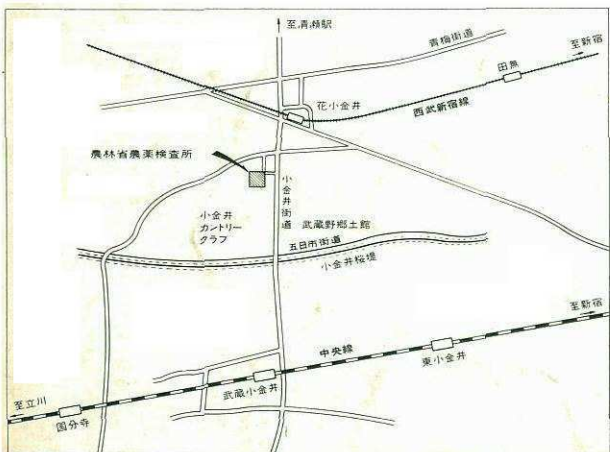 至清瀬駅
青梅街道
至新宿
田無
花小金井
西武新宿線
農林省農薬検査所
小金井街道
小金井
カントリー
クラブ
武蔵野郷土館
五日市街道
小金井桜堤
至新宿
中央線
東小金井
武蔵小金井
至立川
国分寺